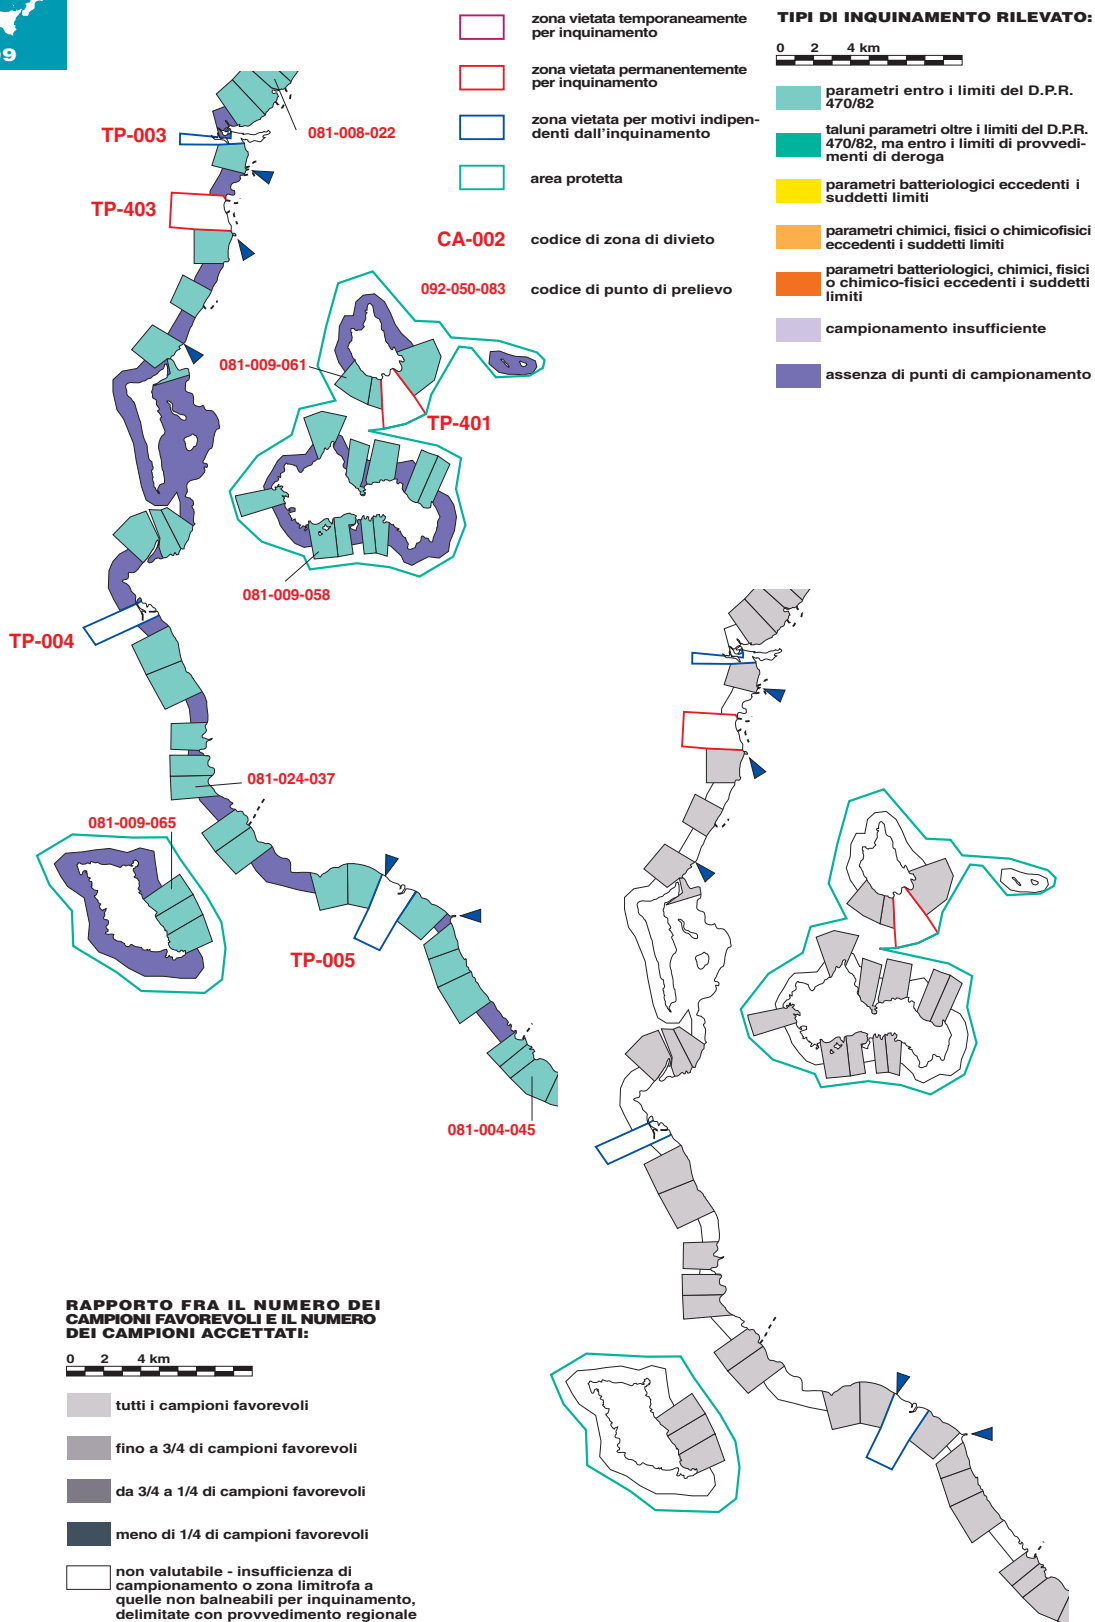 zona vietata temporaneamente
per inquinamento
zona vietata permanentemente
per inquinamento
zona vietata per motivi indipen-
denti dall'inquinamento
area protetta
CA-002 codice di zona di divieto
092-050-083 codice di punto di prelievo
TIPI DI INQUINAMENTO RILEVATO:
0 2 4 km
parametri entro i limiti del D.P.R.
470/82
taluni parametri oltre i limiti del D.P.R.
470/82, ma entro i limiti di provvedi-
menti di deroga
parametri batteriologici eccedenti i
suddetti limiti
parametri chimici, fisici o chimicofisici
eccedenti i suddetti limiti
parametri batteriologici, chimici, fisici
o chimico-fisici eccedenti i suddetti
limiti
campionamento insufficiente
assenza di punti di campionamento
TP-003
081-008-022
TP-403
081-009-061
TP-401
081-009-058
TP-004
081-024-037
081-009-065
TP-005
081-004-045
RAPPORTO FRA IL NUMERO DEI
CAMPIONI FAVOREVOLI E IL NUMERO
DEI CAMPIONI ACCETTATI:
0 2 4 km
tutti i campioni favorevoli
fino a 3/4 di campioni favorevoli
da 3/4 a 1/4 di campioni favorevoli
meno di 1/4 di campioni favorevoli
non valutabile - insufficienza di
campionamento o zona limitrofa a
quelle non balneabili per inquinamento,
delimitate con provvedimento regionale